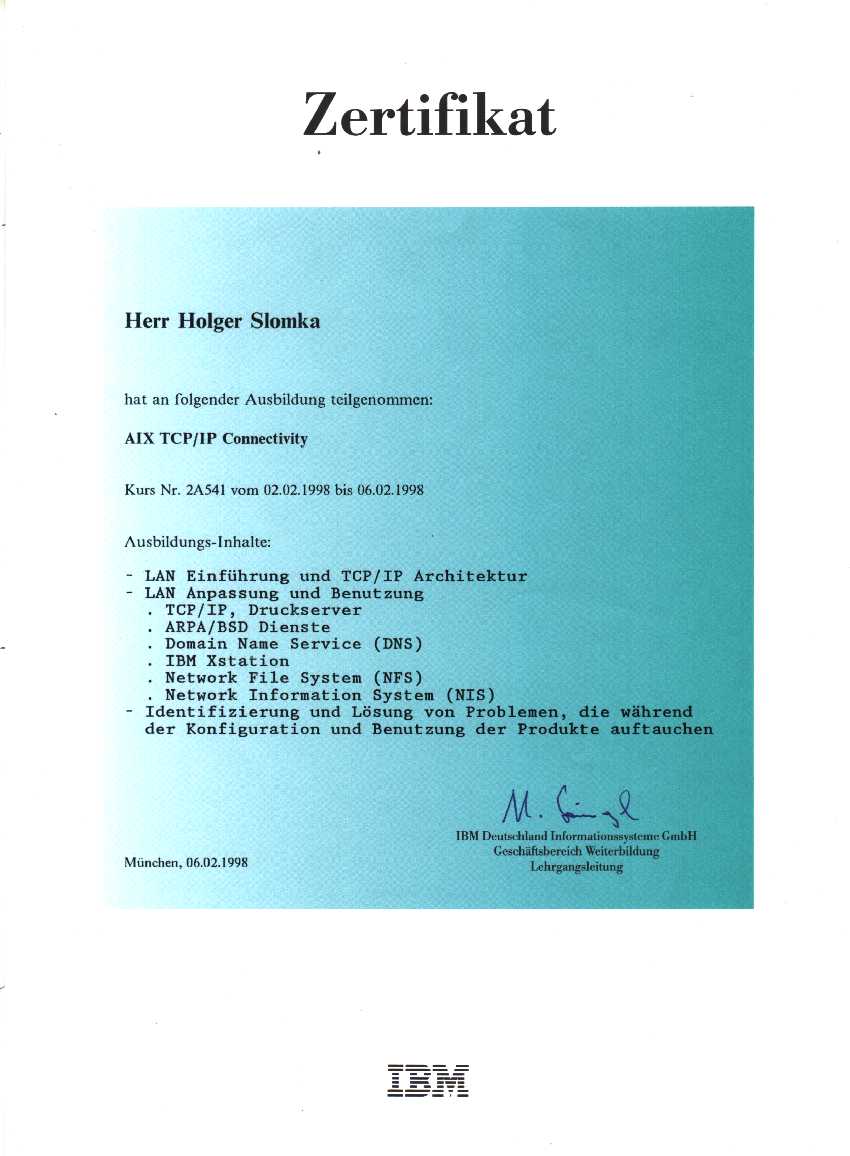 Zertifikat
Herr Holger Slomka
hat an folgender Ausbildung teilgenommen:
AIX TCP/IP Connectivity
Kurs Nr. 2A541 vom 02.02.1998 bis 06.02.1998
Ausbildungs-Inhalte:
- LAN Einführung und TCP/IP Architektur
- LAN Anpassung und Benutzung
. TCP/IP, Druckserver
. ARPA/BSD Dienste
. Domain Name Service (DNS)
. IBM Xstation
. Network File System (NFS)
. Network Information System (NIS)
- Identifizierung und Lösung von Problemen, die während
der Konfiguration und Benutzung der Produkte auftauchen
IBM Deutschland Informationssysteme GmbH
Geschäftsbereich Weiterbildung
Lehrgangsleitung
München, 06.02.1998
IBM